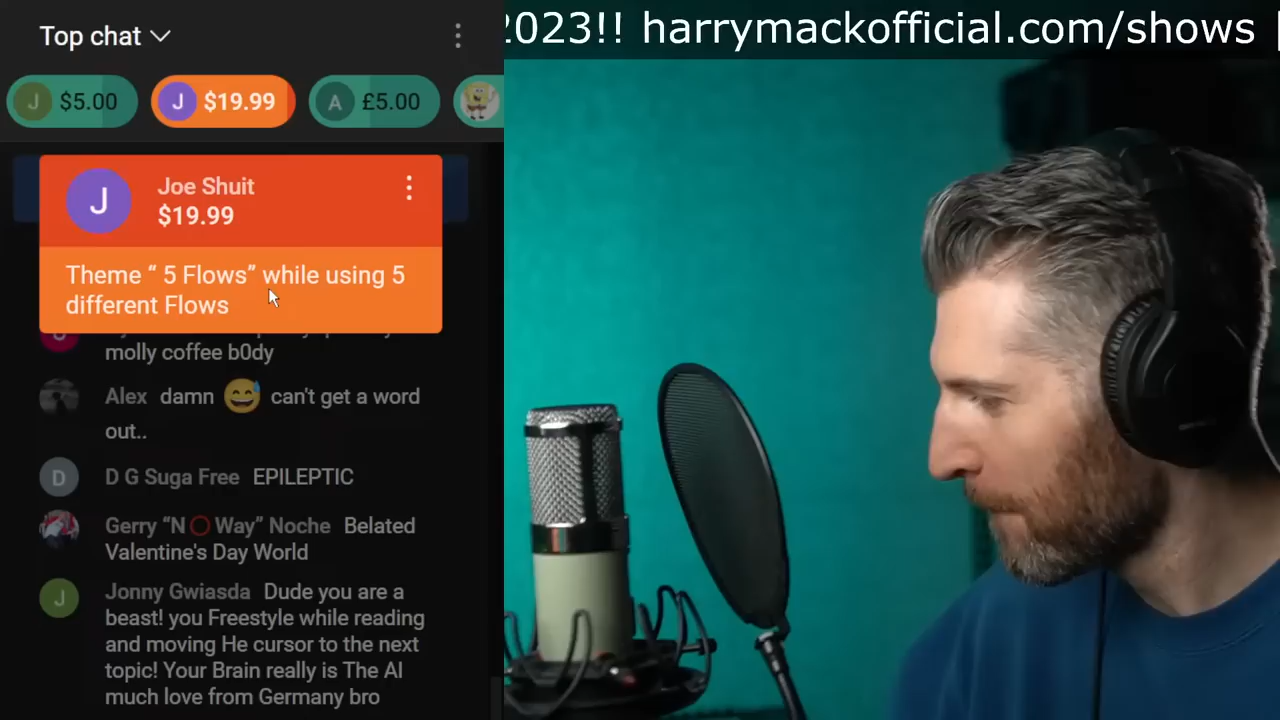 2023!! harrymackofficial.com/shows
Top chat
J $5.00
J $19.99
A £5.00
J
Joe Shuit
$19.99
Theme “ 5 Flows” while using 5
different Flows
molly coffee b0dy
Alex damn 😅 can't get a word
out..
D
D G Suga Free EPILEPTIC
Gerry “N⭕Way” Noche Belated
Valentine's Day World
J
Jonny Gwiasda Dude you are a
beast! you Freestyle while reading
and moving He cursor to the next
topic! Your Brain really is The AI
much love from Germany bro